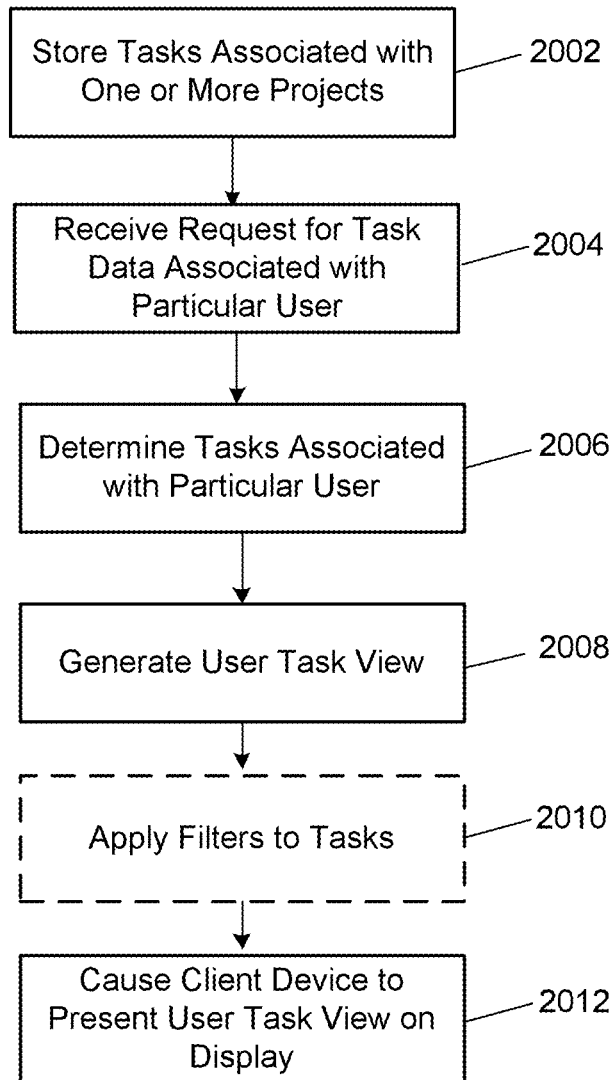 Store Tasks Associated with
One or More Projects
2002
Receive Request for Task
Data Associated with
Particular User
2004
Determine Tasks Associated
with Particular User
2006
Generate User Task View
2008
Apply Filters to Tasks
2010
Cause Client Device to
Present User Task View on
Display
2012